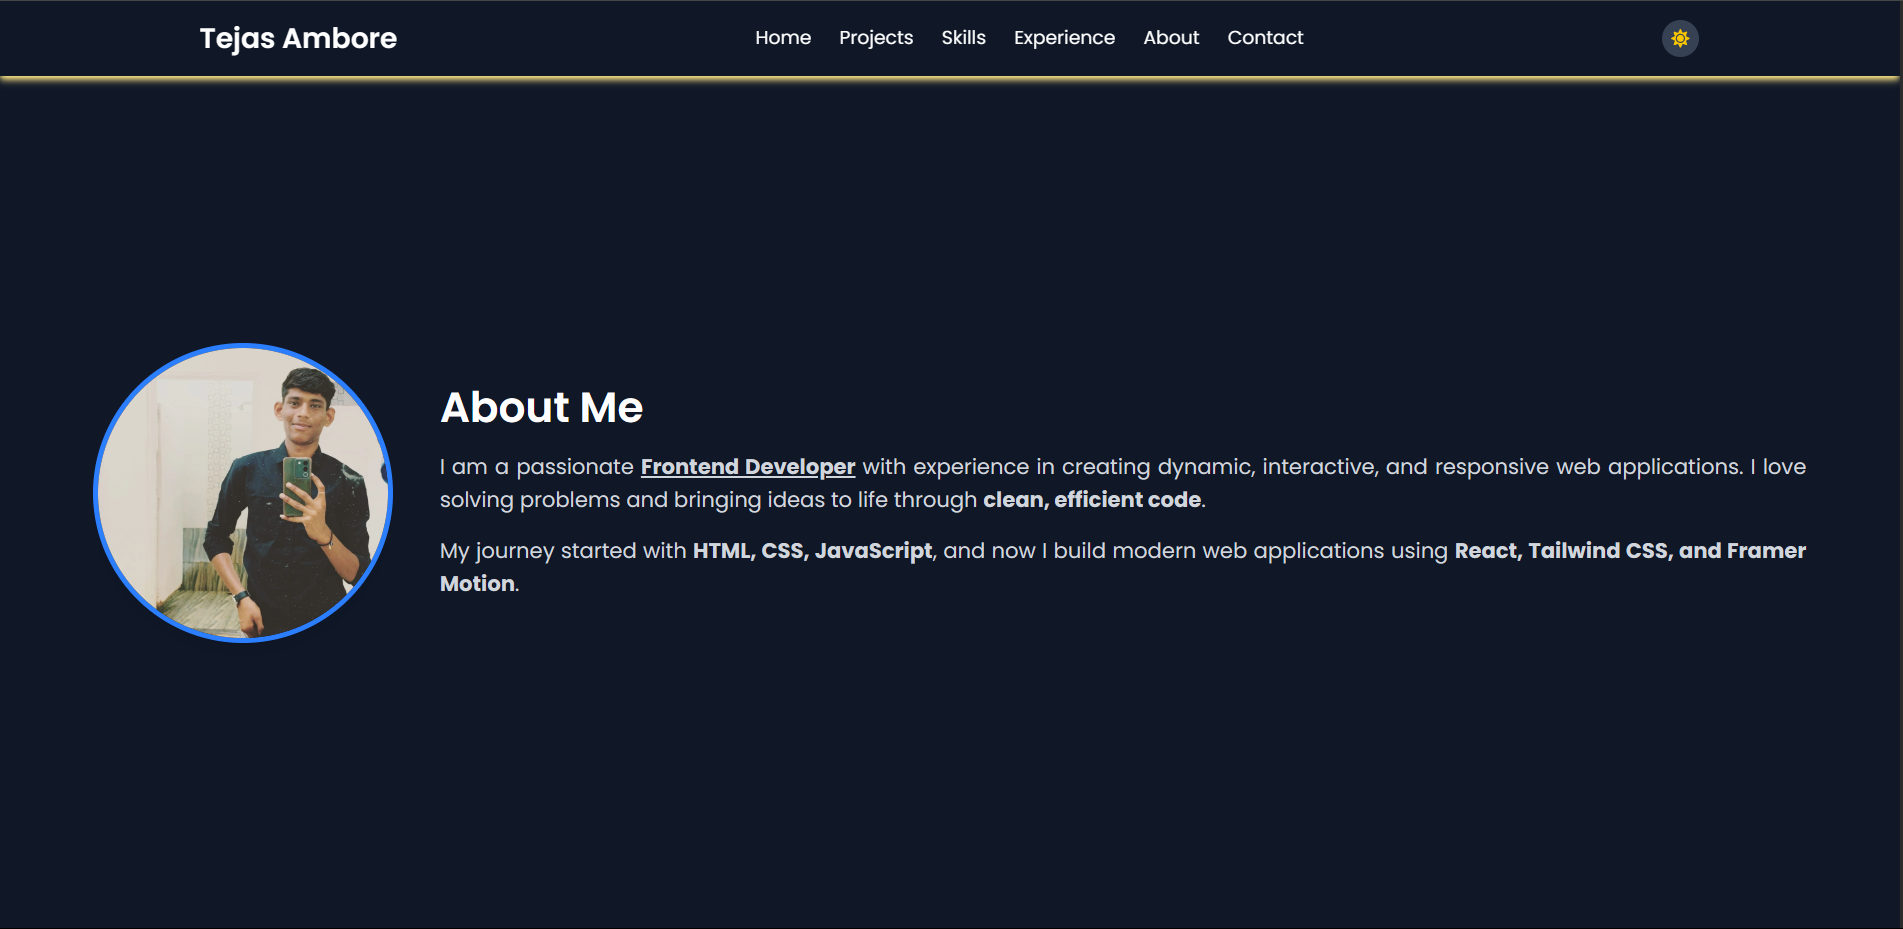 Tejas Ambore
Home Projects Skills Experience About Contact
About Me
I am a passionate Frontend Developer with experience in creating dynamic, interactive, and responsive web applications. I love
solving problems and bringing ideas to life through clean, efficient code.
My journey started with HTML, CSS, JavaScript, and now I build modern web applications using React, Tailwind CSS, and Framer
Motion.